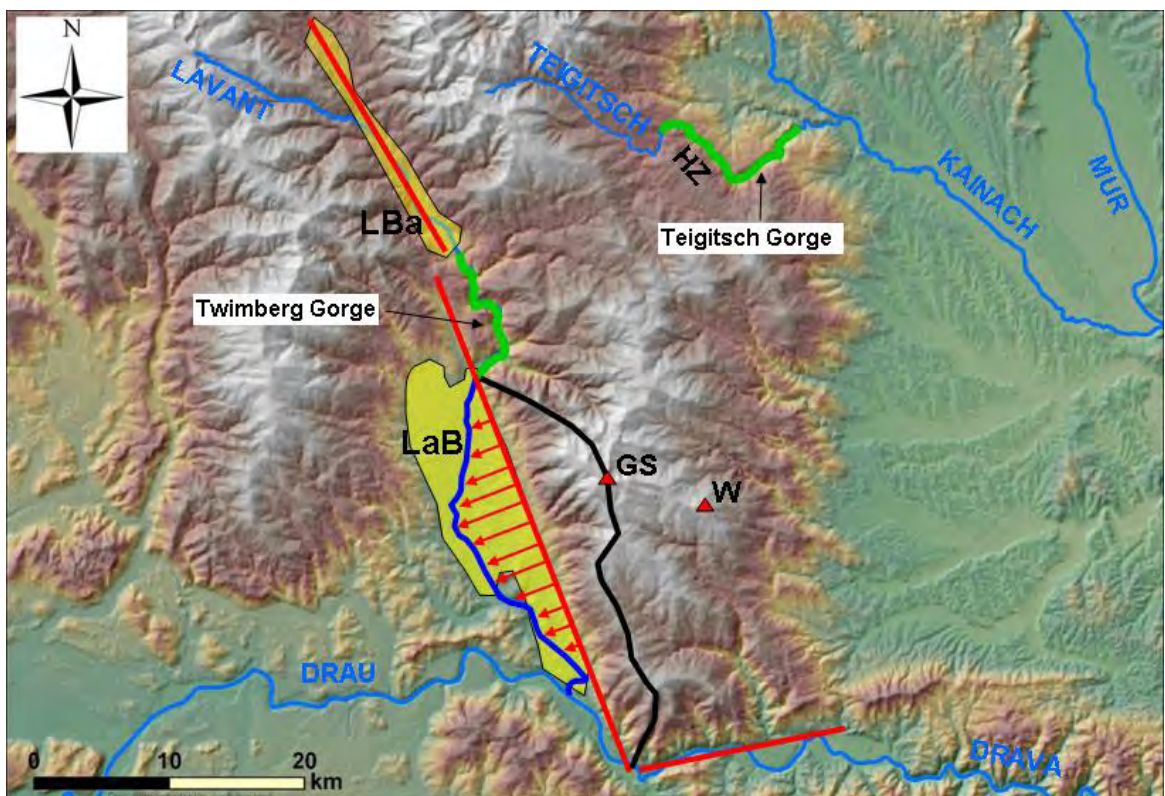 N
LAVANT
TEIGITSCH
HZ
KAINACH
MUR
LBa
Teigitsch Gorge
Twimberg Gorge
LaB
GS
W
DRAU
DRAVA
0 10 20
km